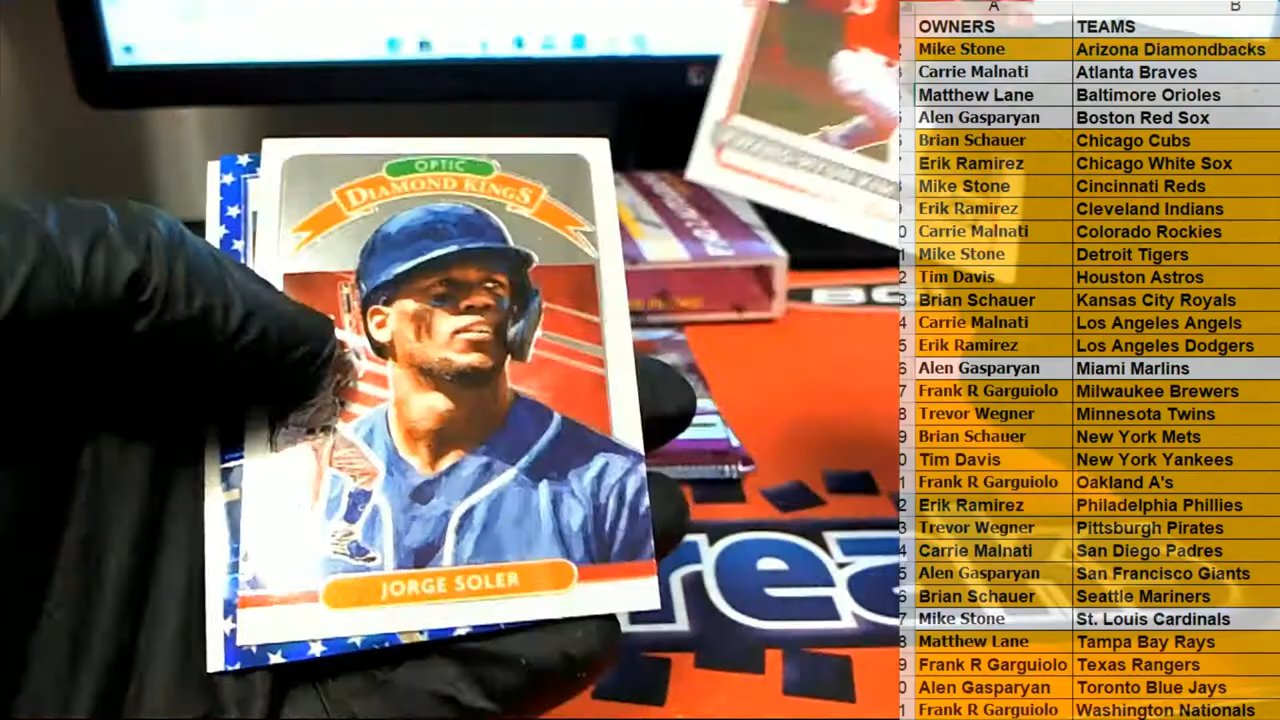 OPTIC
DIAMOND KINGS
JORGE SOLER
rea
A B
OWNERS TEAMS
Mike Stone Arizona Diamondbacks
Carrie Malnati Atlanta Braves
Matthew Lane Baltimore Orioles
Alen Gasparyan Boston Red Sox
Brian Schauer Chicago Cubs
Erik Ramirez Chicago White Sox
Mike Stone Cincinnati Reds
Erik Ramirez Cleveland Indians
Carrie Malnati Colorado Rockies
Mike Stone Detroit Tigers
Tim Davis Houston Astros
Brian Schauer Kansas City Royals
Carrie Malnati Los Angeles Angels
Erik Ramirez Los Angeles Dodgers
Alen Gasparyan Miami Marlins
Frank R Garguiolo Milwaukee Brewers
Trevor Wegner Minnesota Twins
Brian Schauer New York Mets
Tim Davis New York Yankees
Frank R Garguiolo Oakland A's
Erik Ramirez Philadelphia Phillies
Trevor Wegner Pittsburgh Pirates
Carrie Malnati San Diego Padres
Alen Gasparyan San Francisco Giants
Brian Schauer Seattle Mariners
Mike Stone St. Louis Cardinals
Matthew Lane Tampa Bay Rays
Frank R Garguiolo Texas Rangers
Alen Gasparyan Toronto Blue Jays
Frank R Garguiolo Washington Nationals